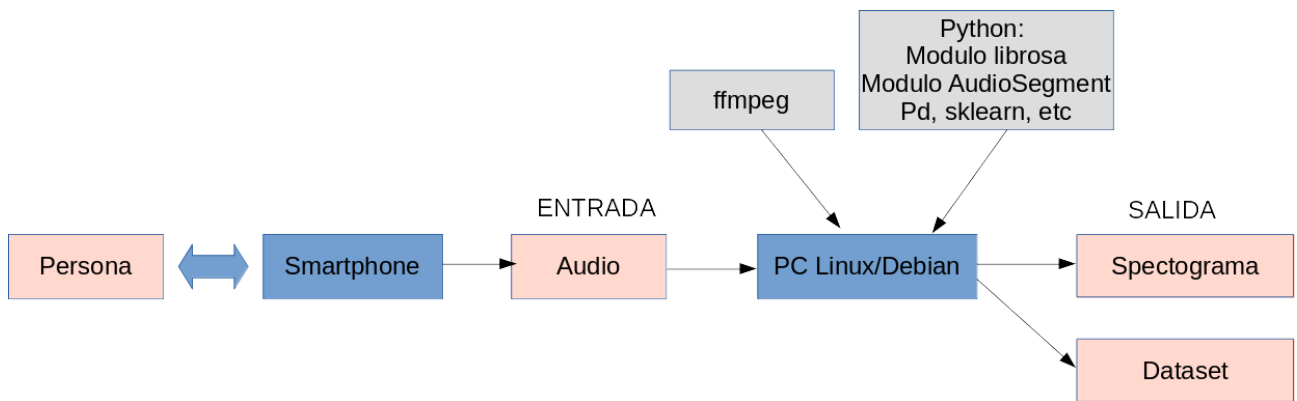 Python:
Modulo librosa
Modulo AudioSegment
Pd, sklearn, etc
ffmpeg
ENTRADA
SALIDA
Persona
Smartphone
Audio
PC Linux/Debian
Spectograma
Dataset